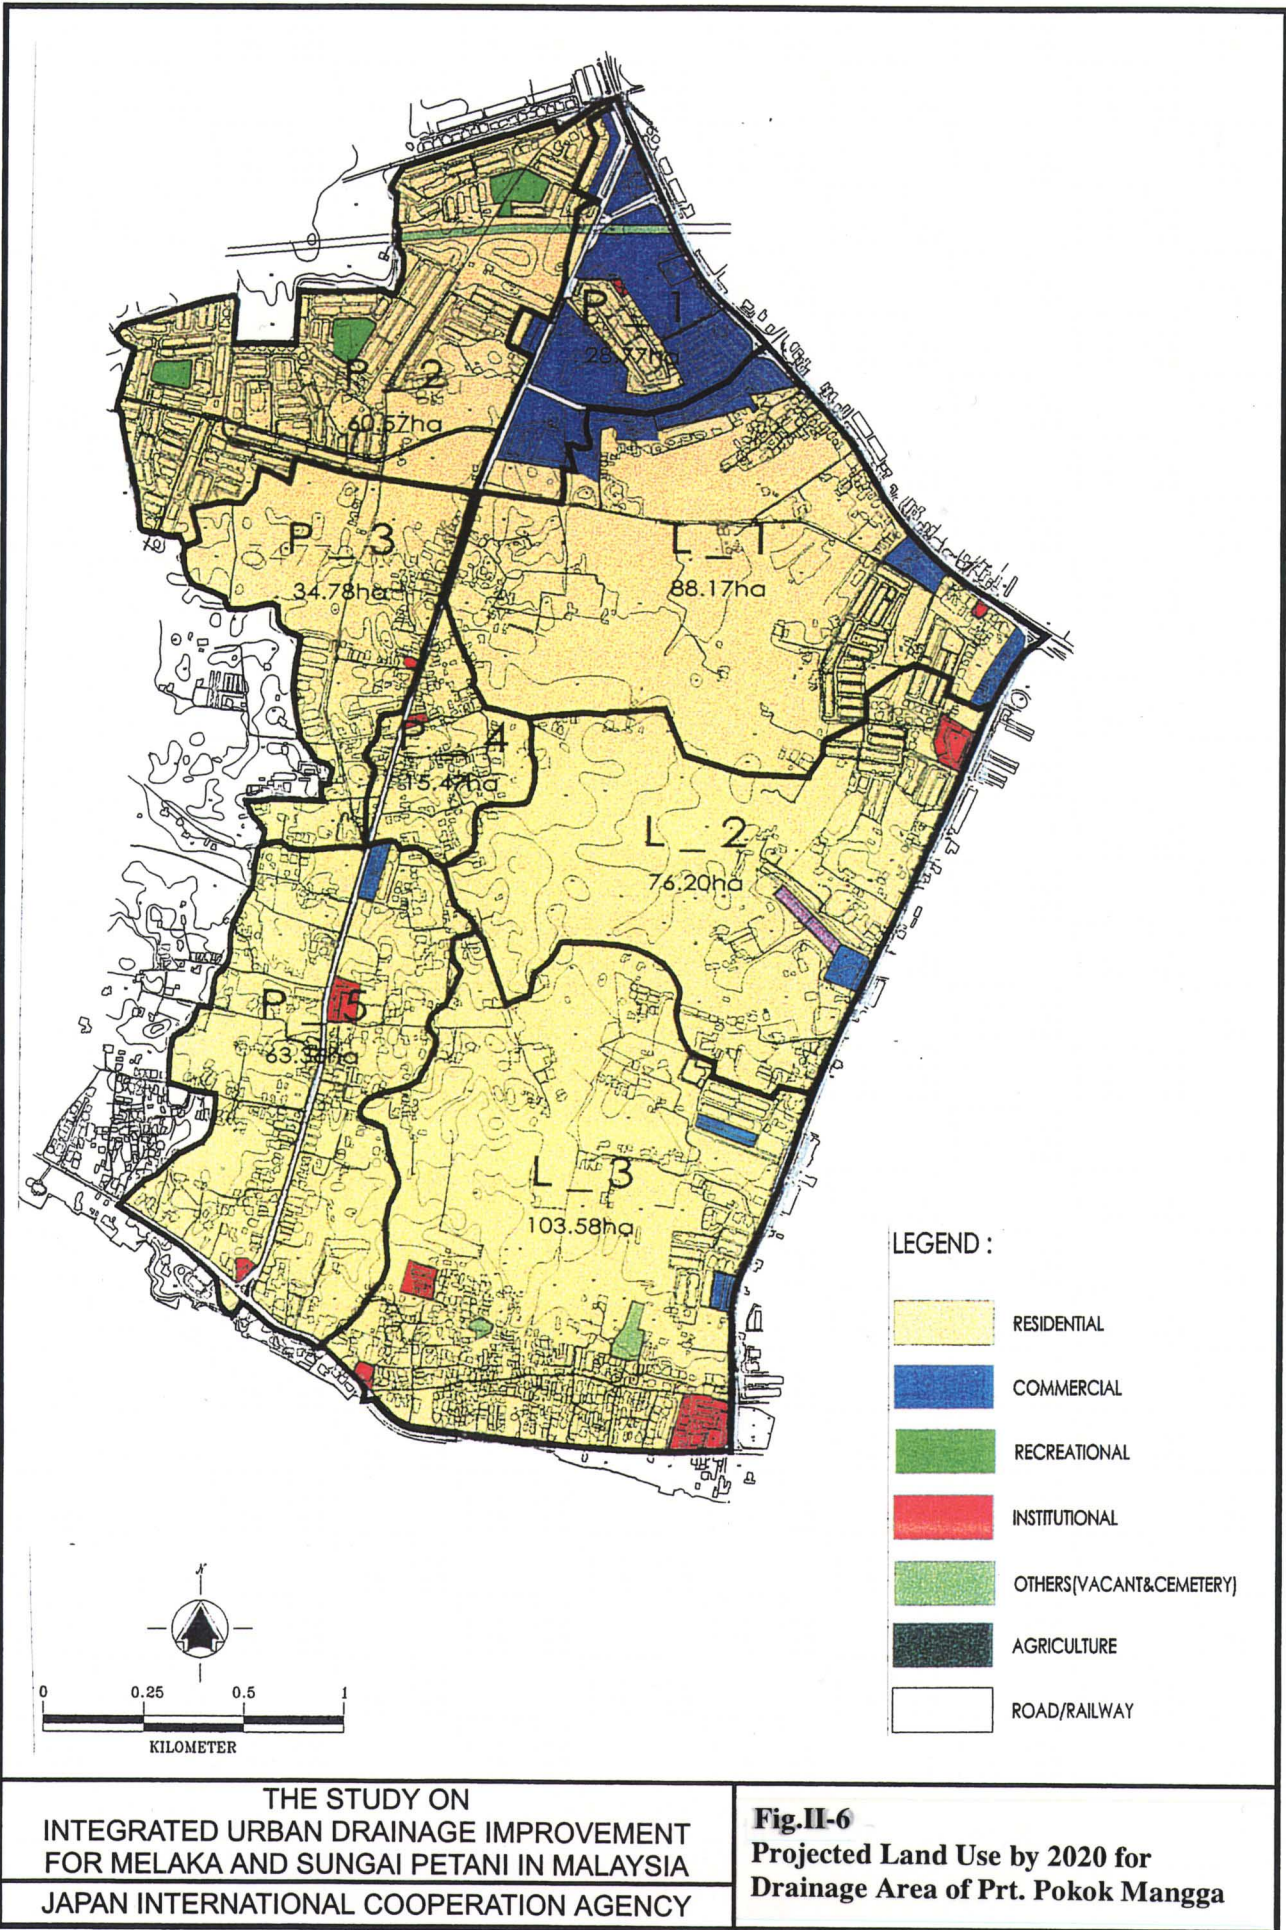 P_1
28.77ha
P_2
60.57ha
P_3
34.78ha
L_1
88.17ha
P_4
15.47ha
L_2
76.20ha
P_5
L_3
103.58ha
LEGEND :
RESIDENTIAL
COMMERCIAL
RECREATIONAL
INSTITUTIONAL
OTHERS(VACANT&CEMETERY)
AGRICULTURE
ROAD/RAILWAY
N
0 0.25 0.5 1
KILOMETER
THE STUDY ON
INTEGRATED URBAN DRAINAGE IMPROVEMENT
FOR MELAKA AND SUNGAI PETANI IN MALAYSIA
JAPAN INTERNATIONAL COOPERATION AGENCY
Fig.II-6
Projected Land Use by 2020 for
Drainage Area of Prt. Pokok Mangga